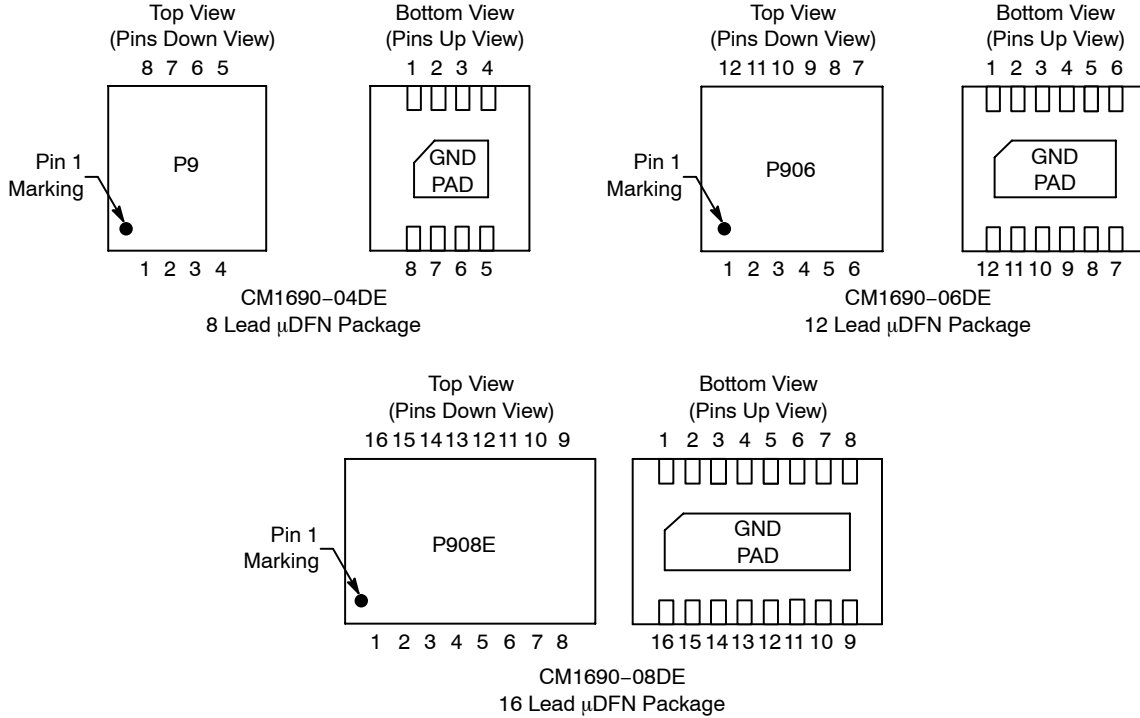 Top View
(Pins Down View)
8 7 6 5
Pin 1
Marking
P9
1 2 3 4
Bottom View
(Pins Up View)
1 2 3 4
GND
PAD
8 7 6 5
CM1690−04DE
8 Lead μDFN Package
Top View
(Pins Down View)
12 11 10 9 8 7
Pin 1
Marking
P906
1 2 3 4 5 6
Bottom View
(Pins Up View)
1 2 3 4 5 6
GND
PAD
12 11 10 9 8 7
CM1690−06DE
12 Lead μDFN Package
Top View
(Pins Down View)
16 15 14 13 12 11 10 9
Pin 1
Marking
P908E
1 2 3 4 5 6 7 8
Bottom View
(Pins Up View)
1 2 3 4 5 6 7 8
GND
PAD
16 15 14 13 12 11 10 9
CM1690−08DE
16 Lead μDFN Package